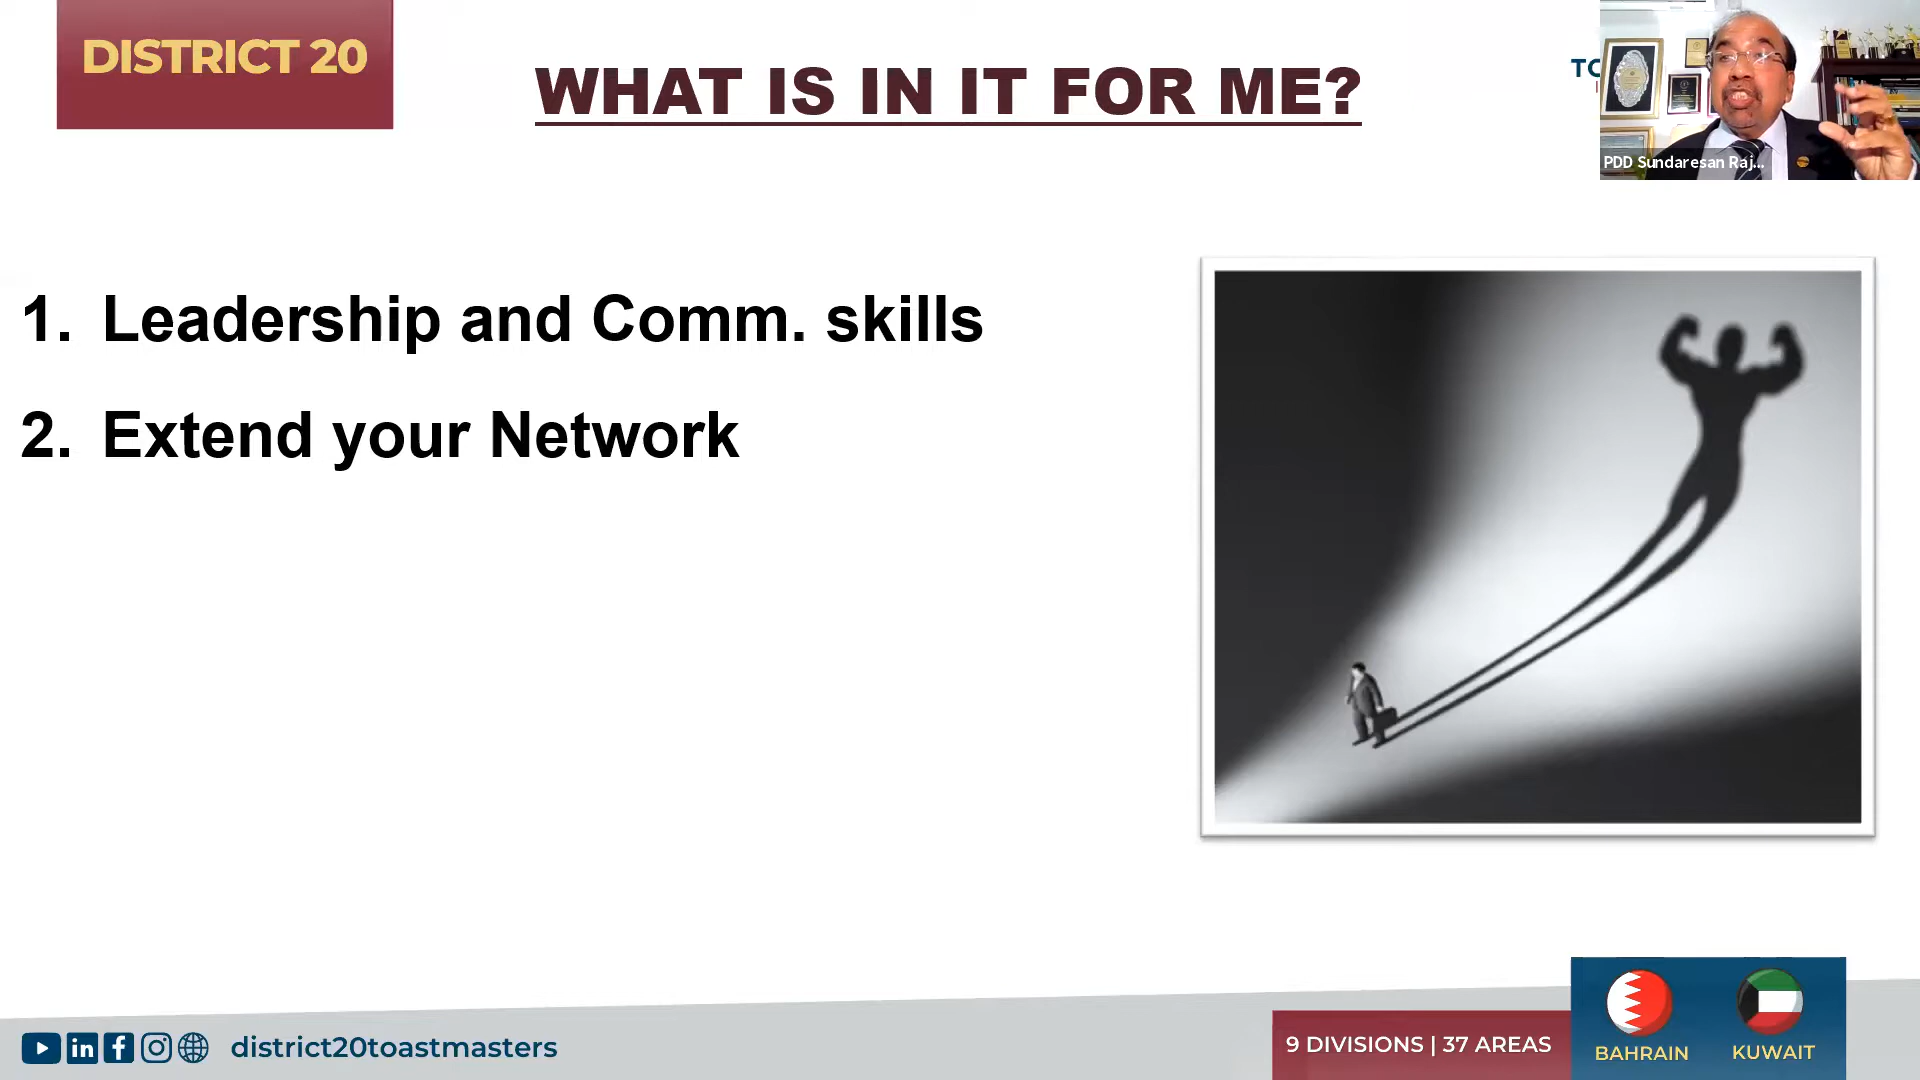 DISTRICT 20
WHAT IS IN IT FOR ME?
TO
PDD Sundaresan Raj...
1. Leadership and Comm. skills
2. Extend your Network
district20toastmasters
9 DIVISIONS | 37 AREAS
BAHRAIN
KUWAIT